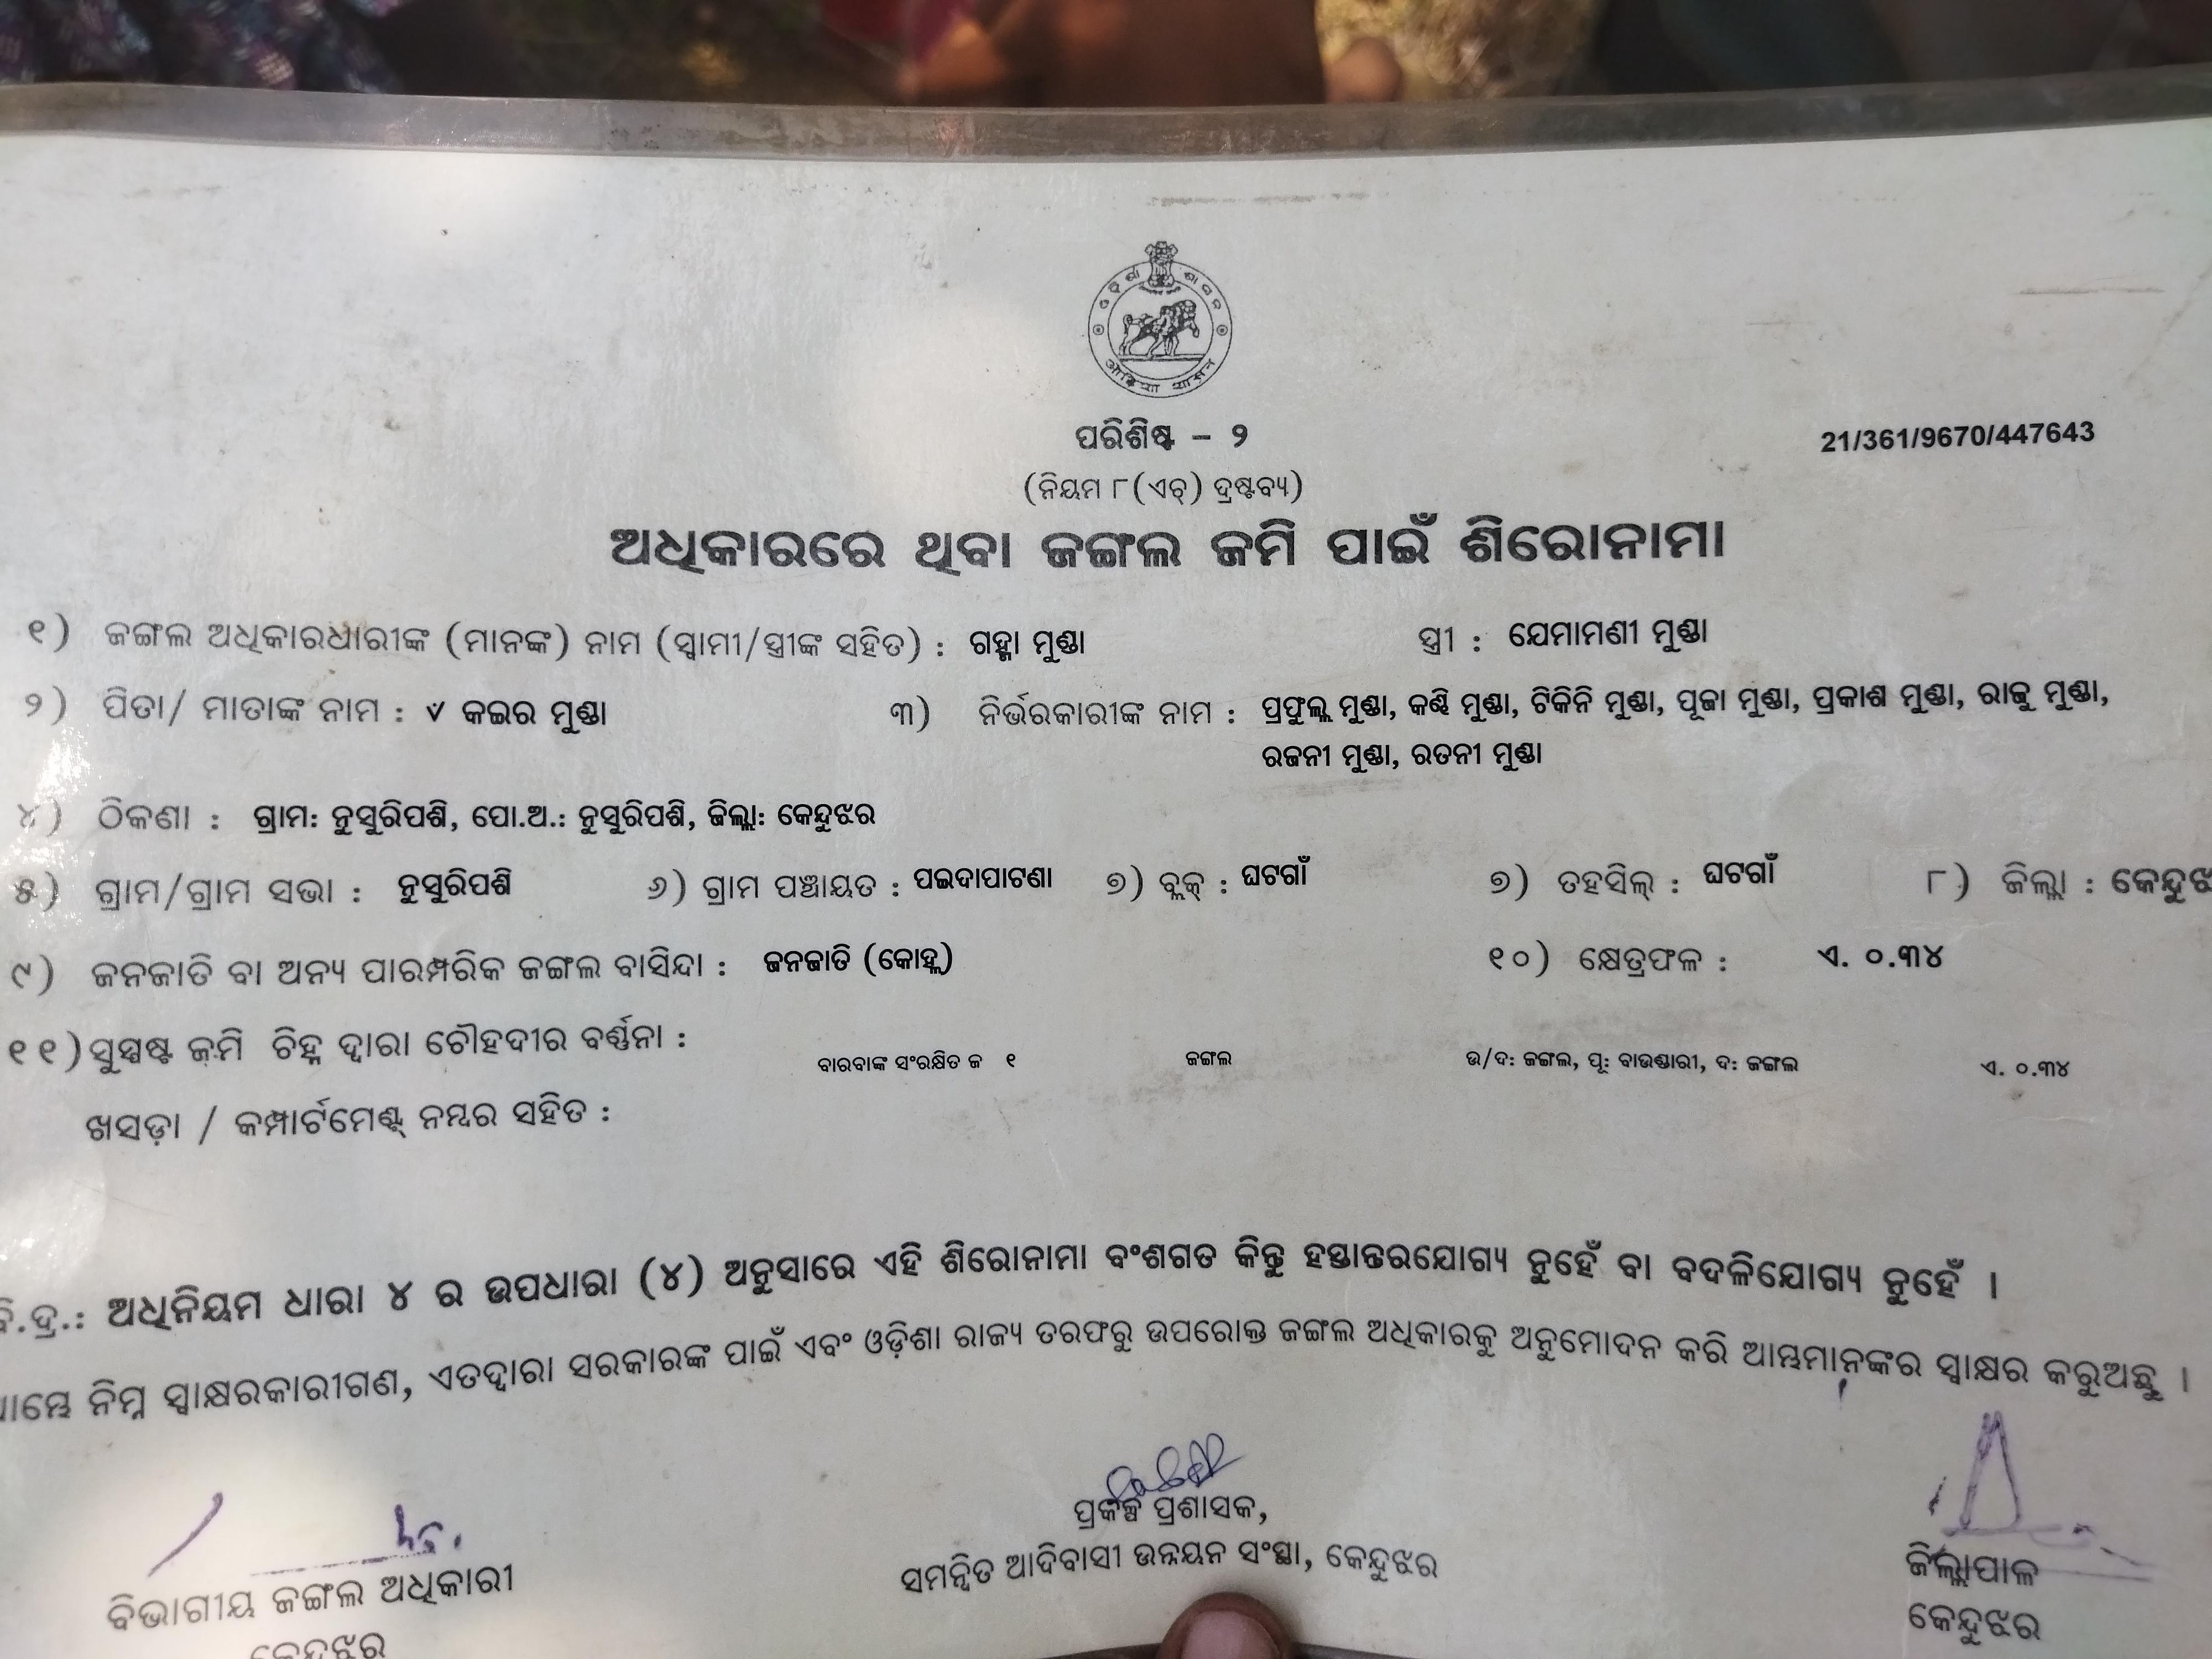 ଓଡ଼ିଶା ଶାସନ
ओड़िशा शासन
ପରିଶିଷ୍ଟ – ୨
21/361/9670/447643
(ନିୟମ ୮(ଏଚ୍) ଦ୍ରଷ୍ଟବ୍ୟ)
ଅଧିକାରରେ ଥିବା ଜଙ୍ଗଲ ଜମି ପାଇଁ ଶିରୋନାମା
୧) ଜଙ୍ଗଲ ଅଧିକାରଧାରୀଙ୍କ (ମାନଙ୍କ) ନାମ (ସ୍ୱାମୀ/ସ୍ତ୍ରୀଙ୍କ ସହିତ) : ଗହ୍ମା ମୁଣ୍ଡା ସ୍ତ୍ରୀ : ଯେମାମଣୀ ମୁଣ୍ଡା
୨) ପିତା/ ମାତାଙ୍କ ନାମ : ୰ କଇର ମୁଣ୍ଡା ୩) ନିର୍ଭରକାରୀଙ୍କ ନାମ : ପ୍ରଫୁଲ୍ଲ ମୁଣ୍ଡା, କଣ୍ଢି ମୁଣ୍ଡା, ଟିକିନି ମୁଣ୍ଡା, ପୂଜା ମୁଣ୍ଡା, ପ୍ରକାଶ ମୁଣ୍ଡା, ରାଜୁ ମୁଣ୍ଡା,
ରଜନୀ ମୁଣ୍ଡା, ରତନୀ ମୁଣ୍ଡା
୪) ଠିକଣା : ଗ୍ରାମ: ନୁସୁରିପଶି, ପୋ.ଅ.: ନୁସୁରିପଶି, ଜିଲ୍ଲା: କେନ୍ଦୁଝର
୫) ଗ୍ରାମ/ଗ୍ରାମ ସଭା : ନୁସୁରିପଶି ୬) ଗ୍ରାମ ପଞ୍ଚାୟତ : ପଇଦାପାଟଣା ୭) ବ୍ଲକ୍ : ଘଟଗାଁ ୭) ତହସିଲ୍ : ଘଟଗାଁ ୮) ଜିଲ୍ଲା : କେନ୍ଦୁଝ
୯) ଜନଜାତି ବା ଅନ୍ୟ ପାରମ୍ପରିକ ଜଙ୍ଗଲ ବାସିନ୍ଦା : ଜନଜାତି (କୋହ୍ଲ) ୧୦) କ୍ଷେତ୍ରଫଳ : ଏ. ୦.୩୪
୧୧) ସୁସ୍ପଷ୍ଟ ଜମି ଚିହ୍ନ ଦ୍ୱାରା ଚୌହଦୀର ବର୍ଣ୍ଣନା : ବାରବାଙ୍କ ସଂରକ୍ଷିତ ଜ ୧ ଜଙ୍ଗଲ ଉ/ଦ: ଜଙ୍ଗଲ, ପୂ: ବାଉଣ୍ଡାରୀ, ଦ: ଜଙ୍ଗଲ ଏ. ୦.୩୪
ଖସଡ଼ା / କମ୍ପାର୍ଟମେଣ୍ଟ୍ ନମ୍ବର ସହିତ :
ବି.ଦ୍ର.: ଅଧିନିୟମ ଧାରା ୪ ର ଉପଧାରା (୪) ଅନୁସାରେ ଏହି ଶିରୋନାମା ବଂଶଗତ କିନ୍ତୁ ହସ୍ତାନ୍ତରଯୋଗ୍ୟ ନୁହେଁ ବା ବଦଳିଯୋଗ୍ୟ ନୁହେଁ ।
ଆମ୍ଭେ ନିମ୍ନ ସ୍ୱାକ୍ଷରକାରୀଗଣ, ଏତଦ୍ୱାରା ସରକାରଙ୍କ ପାଇଁ ଏବଂ ଓଡ଼ିଶା ରାଜ୍ୟ ତରଫରୁ ଉପରୋକ୍ତ ଜଙ୍ଗଲ ଅଧିକାରକୁ ଅନୁମୋଦନ କରି ଆମ୍ଭମାନଙ୍କର ସ୍ୱାକ୍ଷର କରୁଅଛୁ ।
ବିଭାଗୀୟ ଜଙ୍ଗଲ ଅଧିକାରୀ
କେନ୍ଦୁଝର
ପ୍ରକଳ୍ପ ପ୍ରଶାସକ,
ସମନ୍ୱିତ ଆଦିବାସୀ ଉନ୍ନୟନ ସଂସ୍ଥା, କେନ୍ଦୁଝର
ଜିଲ୍ଲାପାଳ
କେନ୍ଦୁଝର